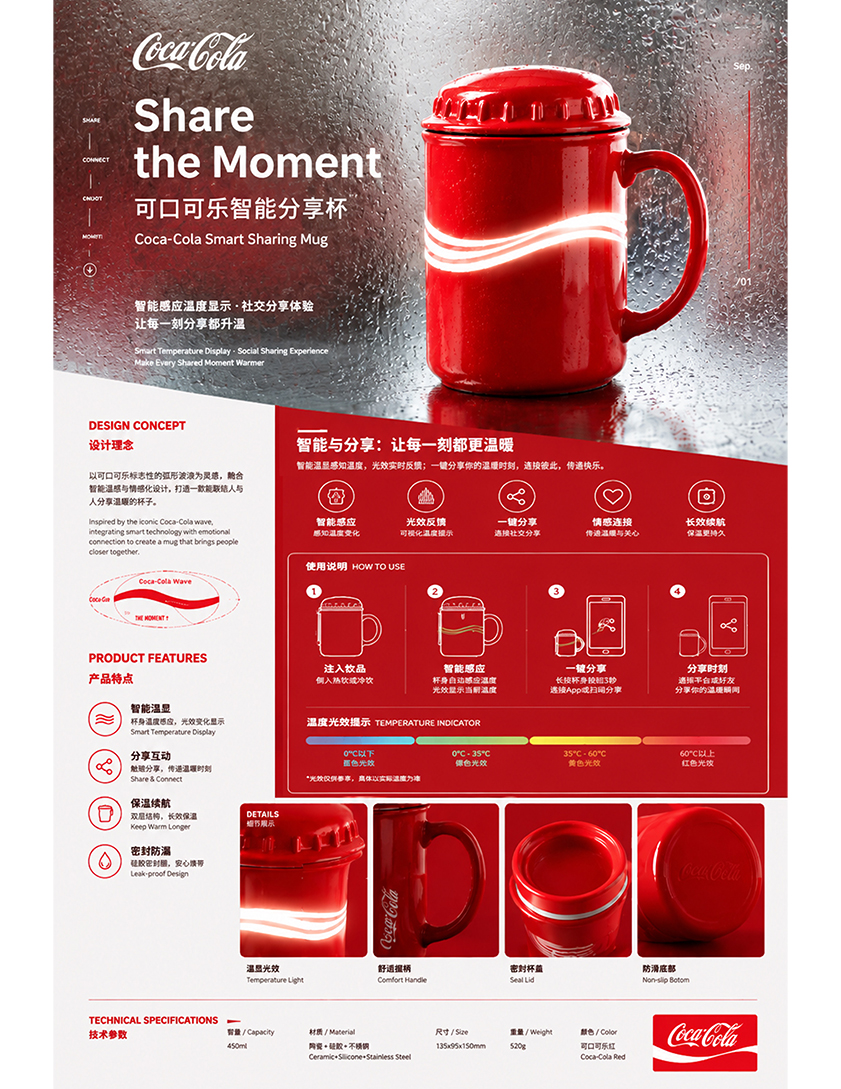 Coca-Cola
Sep.
Share
the Moment
可口可乐智能分享杯
Coca-Cola Smart Sharing Mug
SHARE
CONNECT
/01
智能感应温度显示 · 社交分享体验
让每一刻分享都升温
Smart Temperature Display · Social Sharing Experience
Make Every Shared Moment Warmer
DESIGN CONCEPT
设计理念
以可口可乐标志性的弧形波浪为灵感，
智能温感与情感化设计，打造一款能联结人与
人分享温暖的杯子。
Inspired by the iconic Coca-Cola wave,
integrating smart technology with emotional
connection to create a mug that brings people
closer together.
Coca-Cola Wave
THE MOMENT
PRODUCT FEATURES
产品特点
智能温显
杯身温度感应，光效变化显示
Smart Temperature Display
分享互动
分享，传递温暖时刻
Share & Connect
保温续航
双层结构，长效保温
Keep Warm Longer
密封防漏
硅胶密封圈，安心携带
Leak-proof Design
智能与分享：让每一刻都更温暖
智能温显感知温度，光效实时反馈；一键分享你的温暖时刻，连接彼此，传递快乐。
智能感应
感知温度变化
光效反馈
可视化温度提示
一键分享
连接社交分享
情感连接
传递温暖与关心
长效续航
保温更持久
使用说明 HOW TO USE
1
注入饮品
倒入热饮或冷饮
2
智能感应
杯身自动感应温度
光效显示当前温度
3
一键分享
长按杯身按钮3秒
连接App或扫码分享
4
分享时刻
选择平台或好友
分享你的温暖瞬间
温度光效提示 TEMPERATURE INDICATOR
0°C以下
蓝色光效
0°C - 35°C
光效
35°C - 60°C
黄色光效
60°C以上
红色光效
*光效仅供参考，具体以实际温度为准
DETAILS
细节展示
Coca-Cola
Coca-Cola
温显光效
Temperature Light
舒适握柄
Comfort Handle
密封杯盖
Seal Lid
防滑底部
Non-slip Botom
TECHNICAL SPECIFICATIONS
技术参数
容量 / Capacity
450ml
材质 / Material
陶瓷+硅胶+不锈钢
Ceramic+Silicone+Stainless Steel
尺寸 / Size
135x95x150mm
重量 / Weight
520g
颜色 / Color
可口可乐红
Coca-Cola Red
Coca-Cola